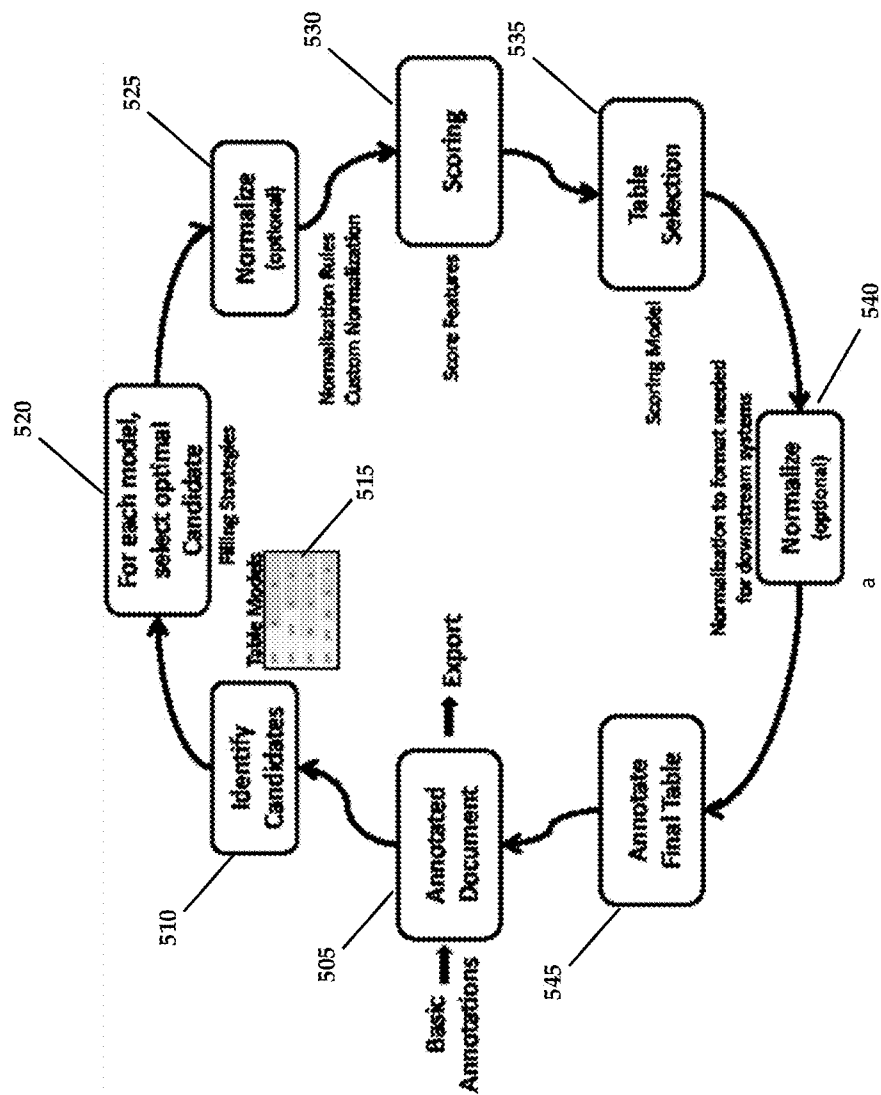 520
For each model,
select optimal
Candidate
Filling Strategies
525
Normalize
(optional)
Normalization Rules
Custom Normalization
530
Scoring
Score Features
535
Table
Selection
Scoring Model
540
Normalize
(optional)
Normalization to format needed
for downstream systems
545
Annotate
Final Table
505
Annotated
Document
Basic
Annotations
Export
510
Identify
Candidates
Table Models
515
a